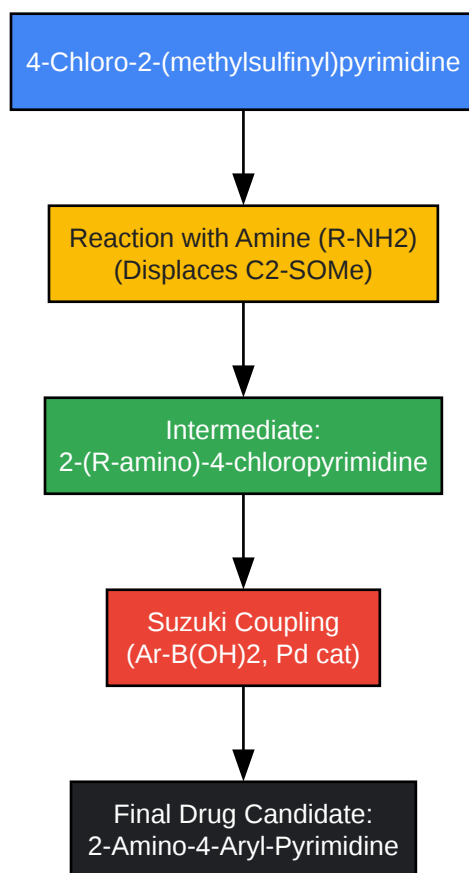 4-Chloro-2-(methylsulfinyl)pyrimidine
Reaction with Amine (R-NH2)
(Displaces C2-SOMe)
Intermediate:
2-(R-amino)-4-chloropyrimidine
Suzuki Coupling
(Ar-B(OH)2, Pd cat)
Final Drug Candidate:
2-Amino-4-Aryl-Pyrimidine